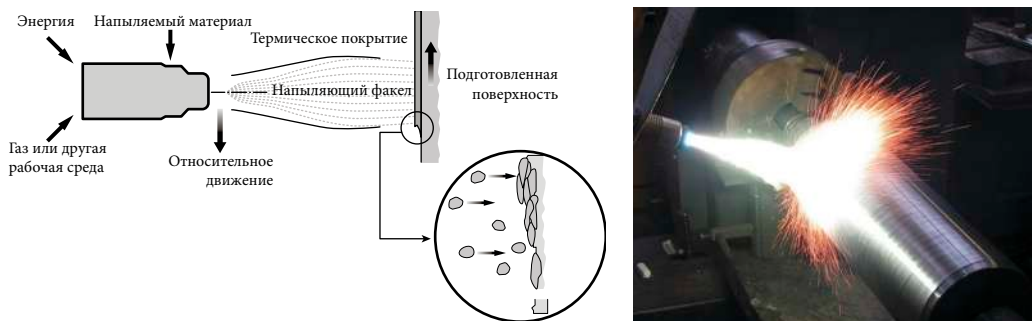 Энергия
Напыляемый материал
Термическое покрытие
Напыляющий факел
Подготовленная
поверхность
Газ или другая
рабочая среда
Относительное
движение